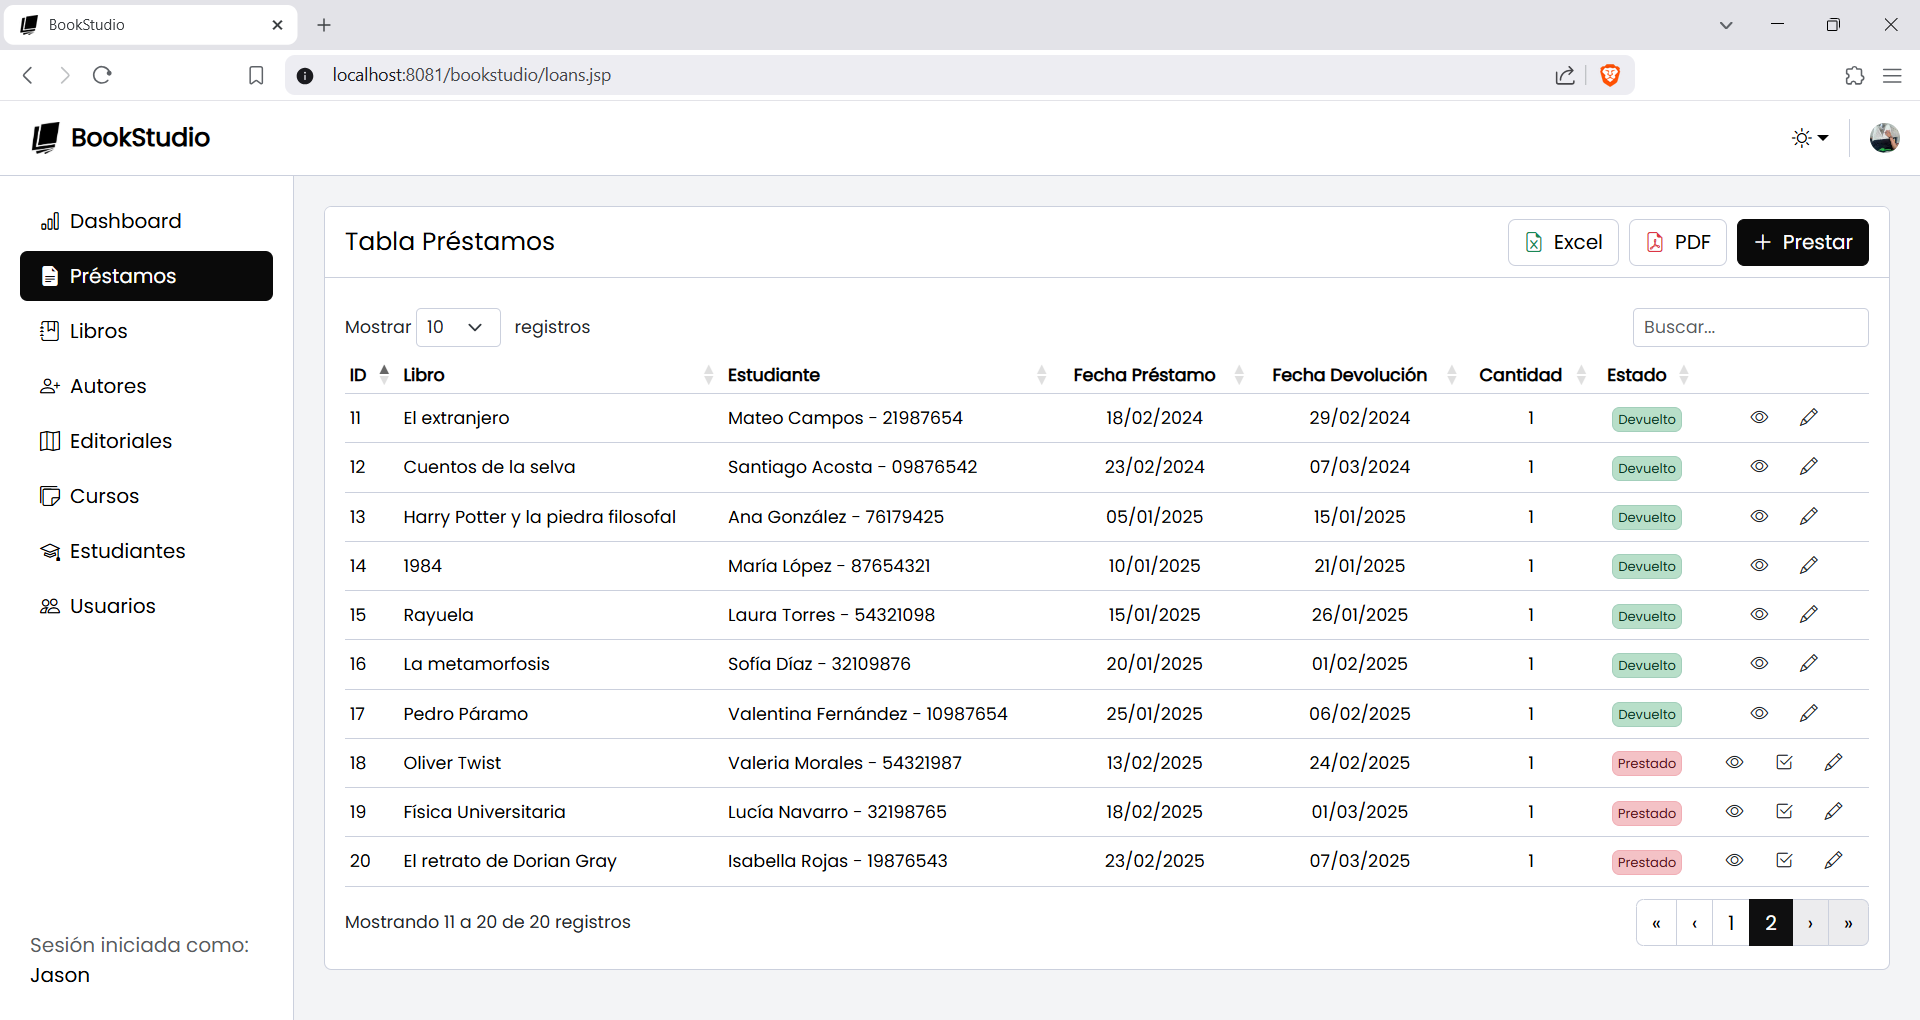 BookStudio
localhost:8081/bookstudio/loans.jsp
BookStudio
Dashboard
Préstamos
Libros
Autores
Editoriales
Cursos
Estudiantes
Usuarios
Sesión iniciada como:
Jason
Tabla Préstamos
Excel
PDF
Prestar
Mostrar 10 registros
Buscar...
ID Libro Estudiante Fecha Préstamo Fecha Devolución Cantidad Estado
11 El extranjero Mateo Campos - 21987654 18/02/2024 29/02/2024 1 Devuelto
12 Cuentos de la selva Santiago Acosta - 09876542 23/02/2024 07/03/2024 1 Devuelto
13 Harry Potter y la piedra filosofal Ana González - 76179425 05/01/2025 15/01/2025 1 Devuelto
14 1984 María López - 87654321 10/01/2025 21/01/2025 1 Devuelto
15 Rayuela Laura Torres - 54321098 15/01/2025 26/01/2025 1 Devuelto
16 La metamorfosis Sofía Díaz - 32109876 20/01/2025 01/02/2025 1 Devuelto
17 Pedro Páramo Valentina Fernández - 10987654 25/01/2025 06/02/2025 1 Devuelto
18 Oliver Twist Valeria Morales - 54321987 13/02/2025 24/02/2025 1 Prestado
19 Física Universitaria Lucía Navarro - 32198765 18/02/2025 01/03/2025 1 Prestado
20 El retrato de Dorian Gray Isabella Rojas - 19876543 23/02/2025 07/03/2025 1 Prestado
Mostrando 11 a 20 de 20 registros
« ‹ 1 2 › »